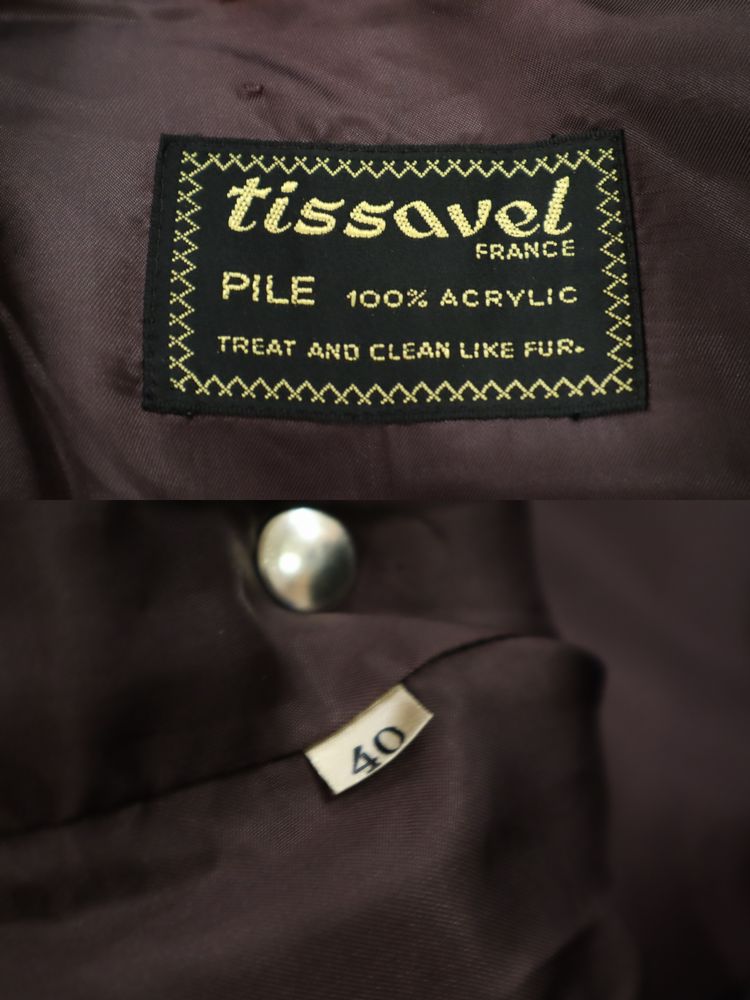 tissavel
FRANCE
PILE 100% ACRYLIC
TREAT AND CLEAN LIKE FUR.
40